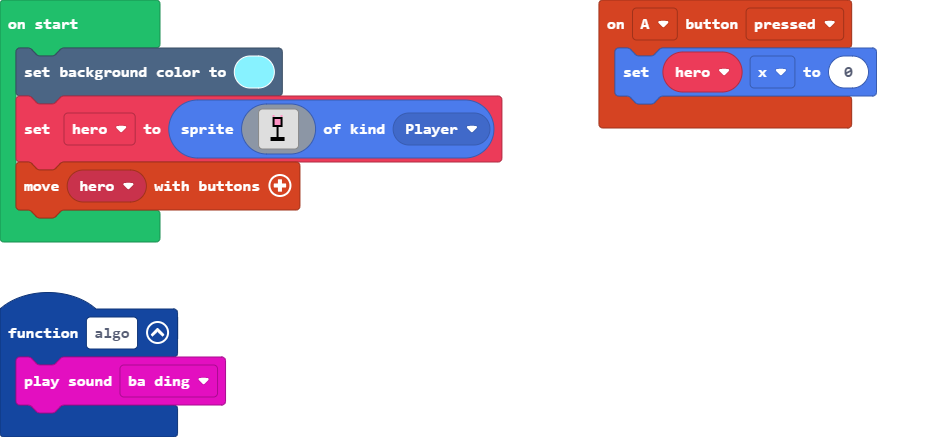 on start
set background color to
set hero to sprite of kind Player
move hero with buttons
on A button pressed
set hero x to 0
function algo
play sound ba ding